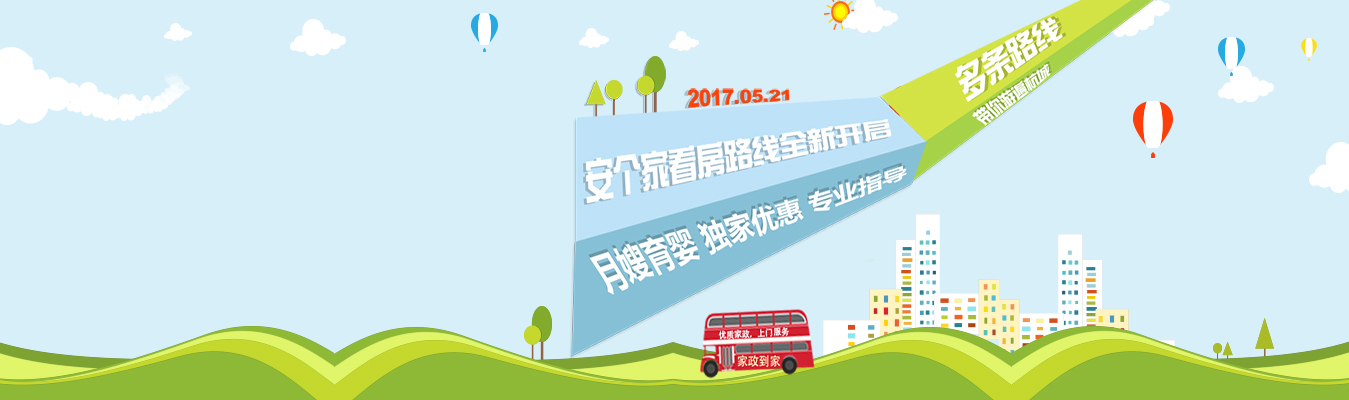 2017.05.21
安个家看房路线全新开启
月嫂育婴 独家优惠 专业指导
多条路线
带你游遍杭城
优质家政，上门服务
家政到家